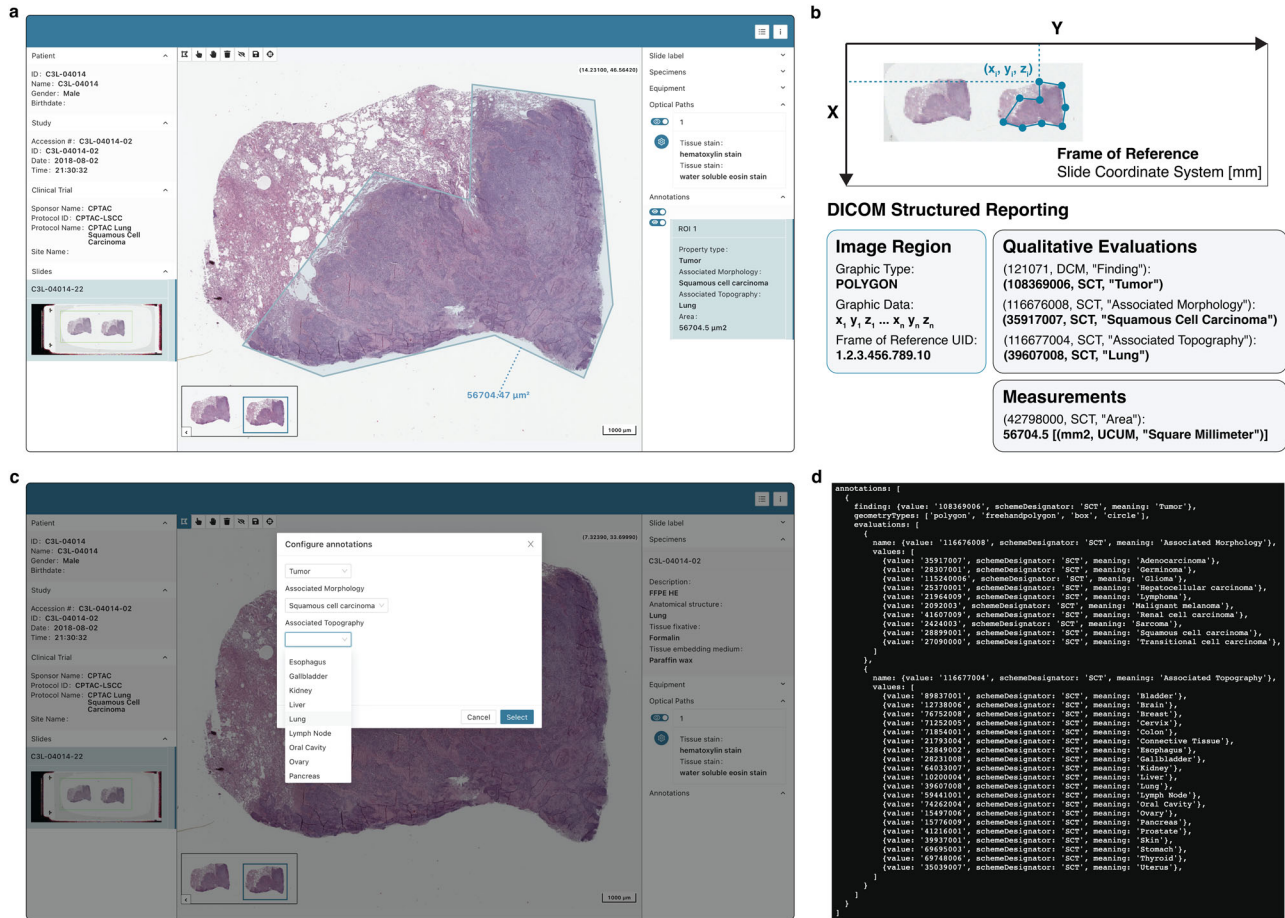 a
Patient
ID: C3L-04014
Name: C3L-04014
Gender: Male
Birthdate:
Study
Accession #: C3L-04014-02
ID: C3L-04014-02
Date: 2018-08-02
Time: 21:30:32
Clinical Trial
Sponsor Name: CPTAC
Protocol ID: CPTAC-LSCC
Protocol Name: CPTAC Lung
Squamous Cell
Carcinoma
Site Name:
Slides
C3L-04014-22
(14.23100, 46.56420)
56704.47 µm²
1000 µm
Slide label
Specimens
Equipment
Optical Paths
1
Tissue stain:
hematoxylin stain
Tissue stain:
water soluble eosin stain
Annotations
ROI 1
Property type:
Tumor
Associated Morphology:
Squamous cell carcinoma
Associated Topography:
Lung
Area:
56704.5 µm2
b
Y
(xi, yi, zi)
X
Frame of Reference
Slide Coordinate System [mm]
DICOM Structured Reporting
Image Region
Graphic Type:
POLYGON
Graphic Data:
x1 y1 z1 ... xn yn zn
Frame of Reference UID:
1.2.3.456.789.10
Qualitative Evaluations
(121071, DCM, "Finding"):
(108369006, SCT, "Tumor")
(116676008, SCT, "Associated Morphology"):
(35917007, SCT, "Squamous Cell Carcinoma")
(116677004, SCT, "Associated Topography"):
(39607008, SCT, "Lung")
Measurements
(42798000, SCT, "Area"):
56704.5 [(mm2, UCUM, "Square Millimeter")]
c
Patient
ID: C3L-04014
Name: C3L-04014
Gender: Male
Birthdate:
Study
Accession #: C3L-04014-02
ID: C3L-04014-02
Date: 2018-08-02
Time: 21:30:32
Clinical Trial
Sponsor Name: CPTAC
Protocol ID: CPTAC-LSCC
Protocol Name: CPTAC Lung
Squamous Cell
Carcinoma
Site Name:
Slides
C3L-04014-22
(7.32390, 33.69990)
Configure annotations
Tumor
Associated Morphology
Squamous cell carcinoma
Associated Topography
Esophagus
Gallbladder
Kidney
Liver
Lung
Lymph Node
Oral Cavity
Ovary
Pancreas
Cancel
Select
1000 µm
Slide label
Specimens
C3L-04014-02
Description:
FFPE HE
Anatomical structure:
Lung
Tissue fixative:
Formalin
Tissue embedding medium:
Paraffin wax
Equipment
Optical Paths
1
Tissue stain:
hematoxylin stain
Tissue stain:
water soluble eosin stain
Annotations
d
annotations: [
{
finding: {value: '108369006', schemeDesignator: 'SCT', meaning: 'Tumor'},
geometryTypes: ['polygon', 'freehandpolygon', 'box', 'circle'],
evaluations: [
{
name: {value: '116676008', schemeDesignator: 'SCT', meaning: 'Associated Morphology'},
values: [
{value: '35917007', schemeDesignator: 'SCT', meaning: 'Adenocarcinoma'},
{value: '28307001', schemeDesignator: 'SCT', meaning: 'Germinoma'},
{value: '115240006', schemeDesignator: 'SCT', meaning: 'Glioma'},
{value: '25370001', schemeDesignator: 'SCT', meaning: 'Hepatocellular carcinoma'},
{value: '21964009', schemeDesignator: 'SCT', meaning: 'Lymphoma'},
{value: '2092003', schemeDesignator: 'SCT', meaning: 'Malignant melanoma'},
{value: '41607009', schemeDesignator: 'SCT', meaning: 'Renal cell carcinoma'},
{value: '2424003', schemeDesignator: 'SCT', meaning: 'Sarcoma'},
{value: '28899001', schemeDesignator: 'SCT', meaning: 'Squamous cell carcinoma'},
{value: '27090000', schemeDesignator: 'SCT', meaning: 'Transitional cell carcinoma'},
]
},
{
name: {value: '116677004', schemeDesignator: 'SCT', meaning: 'Associated Topography'},
values: [
{value: '89837001', schemeDesignator: 'SCT', meaning: 'Bladder'},
{value: '12738006', schemeDesignator: 'SCT', meaning: 'Brain'},
{value: '76752008', schemeDesignator: 'SCT', meaning: 'Breast'},
{value: '71252005', schemeDesignator: 'SCT', meaning: 'Cervix'},
{value: '71854001', schemeDesignator: 'SCT', meaning: 'Colon'},
{value: '21793004', schemeDesignator: 'SCT', meaning: 'Connective Tissue'},
{value: '32849002', schemeDesignator: 'SCT', meaning: 'Esophagus'},
{value: '28231008', schemeDesignator: 'SCT', meaning: 'Gallbladder'},
{value: '64033007', schemeDesignator: 'SCT', meaning: 'Kidney'},
{value: '10200004', schemeDesignator: 'SCT', meaning: 'Liver'},
{value: '39607008', schemeDesignator: 'SCT', meaning: 'Lung'},
{value: '59441001', schemeDesignator: 'SCT', meaning: 'Lymph Node'},
{value: '74262004', schemeDesignator: 'SCT', meaning: 'Oral Cavity'},
{value: '15497006', schemeDesignator: 'SCT', meaning: 'Ovary'},
{value: '15776009', schemeDesignator: 'SCT', meaning: 'Pancreas'},
{value: '41216001', schemeDesignator: 'SCT', meaning: 'Prostate'},
{value: '39937001', schemeDesignator: 'SCT', meaning: 'Skin'},
{value: '69695003', schemeDesignator: 'SCT', meaning: 'Stomach'},
{value: '69748006', schemeDesignator: 'SCT', meaning: 'Thyroid'},
{value: '35039007', schemeDesignator: 'SCT', meaning: 'Uterus'},
]
}
]
}
]